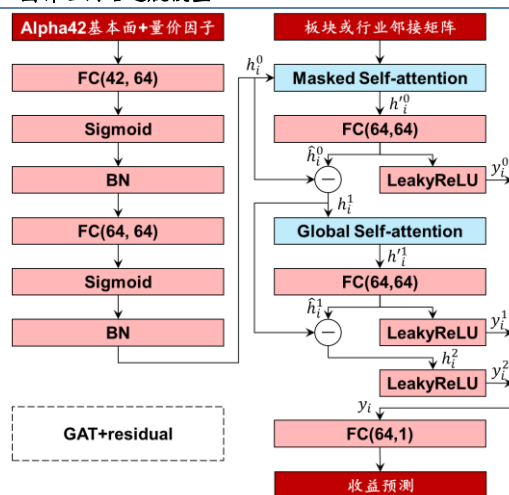 Alpha42基本面+量价因子
FC(42, 64)
Sigmoid
BN
FC(64, 64)
Sigmoid
BN
GAT+residual
板块或行业邻接矩阵
h_i^0
Masked Self-attention
h'_i^0
FC(64,64)
ĥ_i^0
−
LeakyReLU
y_i^0
h_i^1
Global Self-attention
h'_i^1
FC(64,64)
ĥ_i^1
−
LeakyReLU
y_i^1
h_i^2
LeakyReLU
y_i^2
y_i
FC(64,1)
收益预测